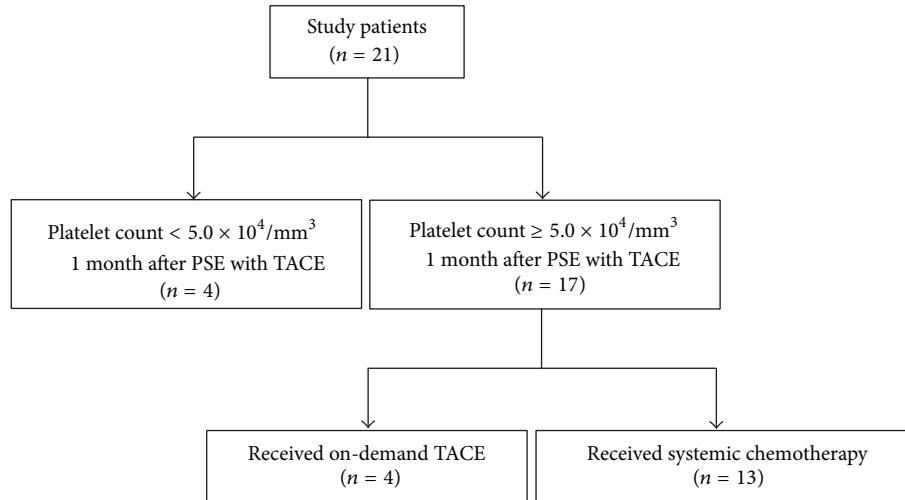 Study patients
(n = 21)
Platelet count < 5.0 × 10⁴/mm³
1 month after PSE with TACE
(n = 4)
Platelet count ≥ 5.0 × 10⁴/mm³
1 month after PSE with TACE
(n = 17)
Received on-demand TACE
(n = 4)
Received systemic chemotherapy
(n = 13)